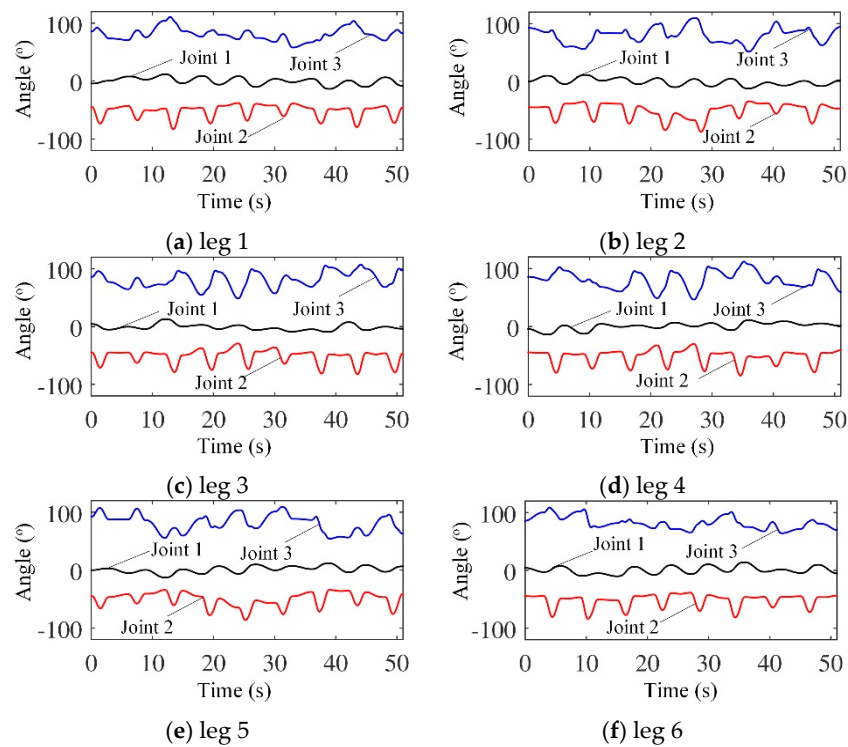 100
Joint 1
Joint 3
0
Joint 2
-100
Angle (º)
0 10 20 30 40 50
Time (s)
(a) leg 1
100
Joint 1
Joint 3
0
-100
Joint 2
Angle (º)
0 10 20 30 40 50
Time (s)
(b) leg 2
100
Joint 1
Joint 3
0
Joint 2
-100
Angle (º)
0 10 20 30 40 50
Time (s)
(c) leg 3
100
Joint 1
Joint 3
0
Joint 2
-100
Angle (º)
0 10 20 30 40 50
Time (s)
(d) leg 4
100
Joint 1
Joint 3
0
Joint 2
-100
Angle (º)
0 10 20 30 40 50
Time (s)
(e) leg 5
100
Joint 1
Joint 3
0
Joint 2
-100
Angle (º)
0 10 20 30 40 50
Time (s)
(f) leg 6